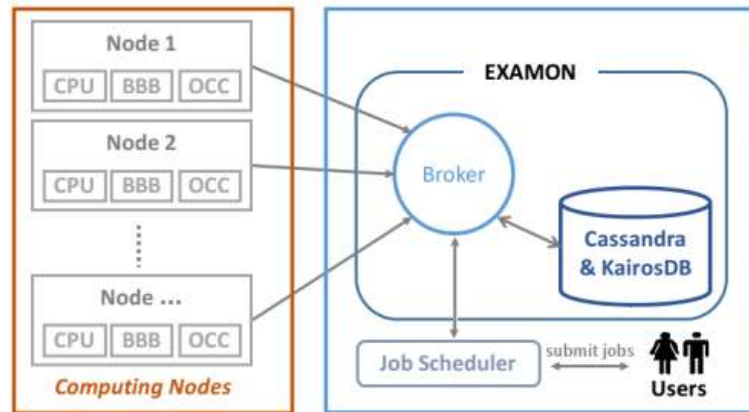 Node 1
CPU BBB OCC
Node 2
CPU BBB OCC
Node ...
CPU BBB OCC
Computing Nodes
EXAMON
Broker
Cassandra
& KairosDB
Job Scheduler
submit jobs
Users